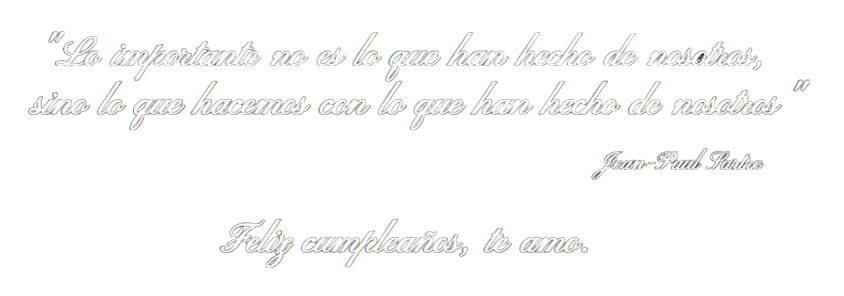 "Lo importante no es lo que han hecho de nosotros,
sino lo que hacemos con lo que han hecho de nosotros"
Jean-Paul Sartre
Feliz cumpleaños, te amo.